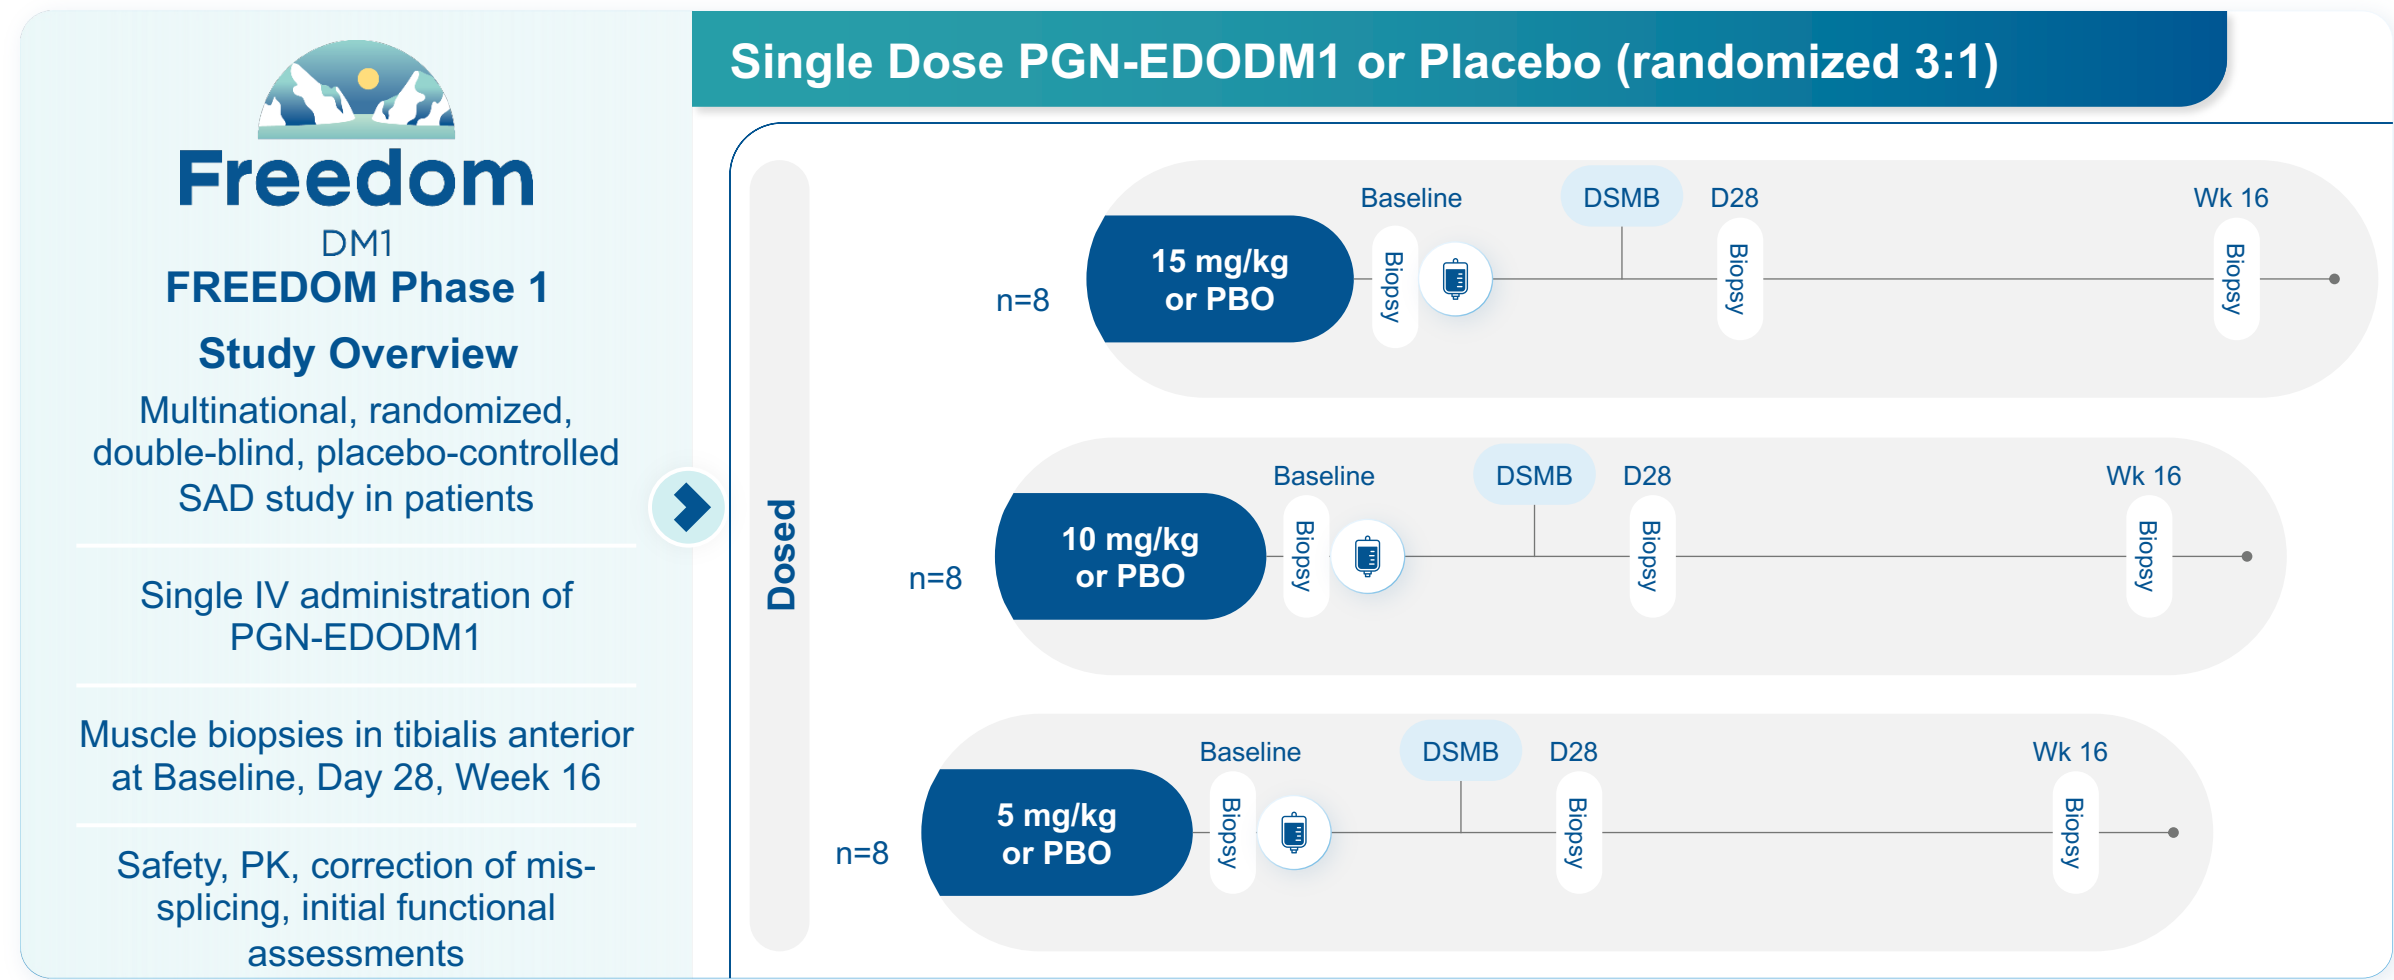 Freedom
DM1
FREEDOM Phase 1
Study Overview
Multinational, randomized,
double-blind, placebo-controlled
SAD study in patients
Single IV administration of
PGN-EDODM1
Muscle biopsies in tibialis anterior
at Baseline, Day 28, Week 16
Safety, PK, correction of mis-
splicing, initial functional
assessments
Single Dose PGN-EDODM1 or Placebo (randomized 3:1)
Dosed
n=8
15 mg/kg
or PBO
Baseline
Biopsy
DSMB
D28
Biopsy
Wk 16
Biopsy
n=8
10 mg/kg
or PBO
Baseline
Biopsy
DSMB
D28
Biopsy
Wk 16
Biopsy
n=8
5 mg/kg
or PBO
Baseline
Biopsy
DSMB
D28
Biopsy
Wk 16
Biopsy